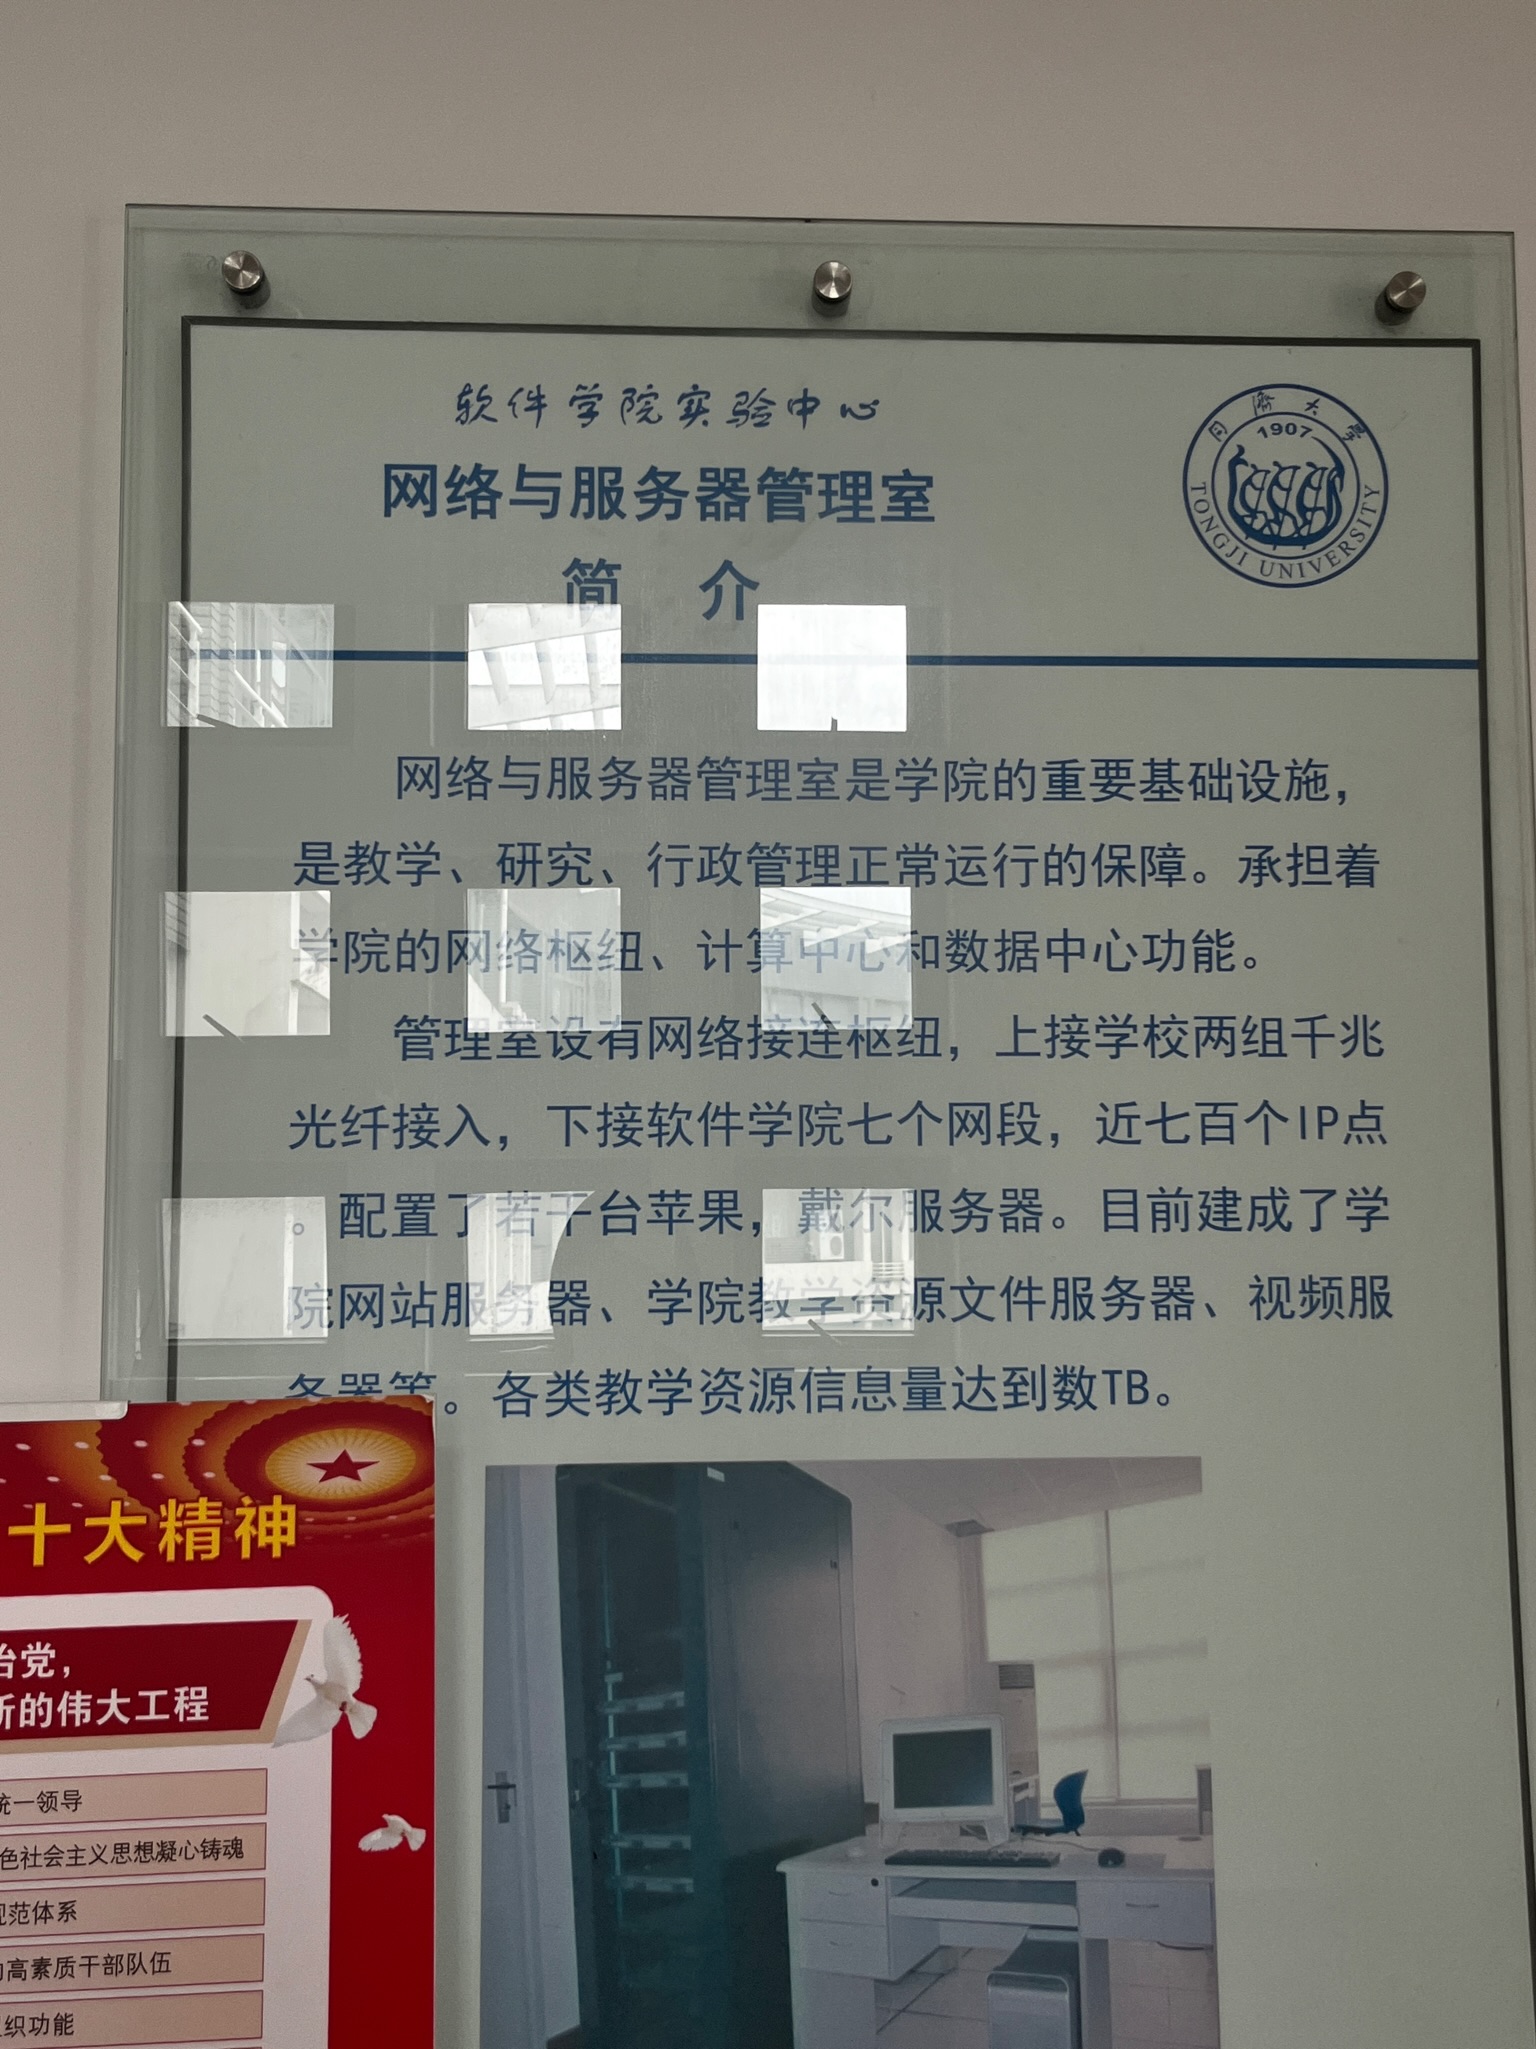 软件学院实验中心
网络与服务器管理室
简 介
同濟大學
1907
TONGJI UNIVERSITY
网络与服务器管理室是学院的重要基础设施，
是教学、研究、行政管理正常运行的保障。承担着
学院的网络枢纽、计算中心和数据中心功能。
管理室设有网络接连枢纽，上接学校两组千兆
光纤接入，下接软件学院七个网段，近七百个IP点
。配置了若干台苹果，戴尔服务器。目前建成了学
院网站服务器、学院教学资源文件服务器、视频服
务器等。各类教学资源信息量达到数TB。
十大精神
治党，
新的伟大工程
统一领导
色社会主义思想凝心铸魂
规范体系
的高素质干部队伍
组织功能